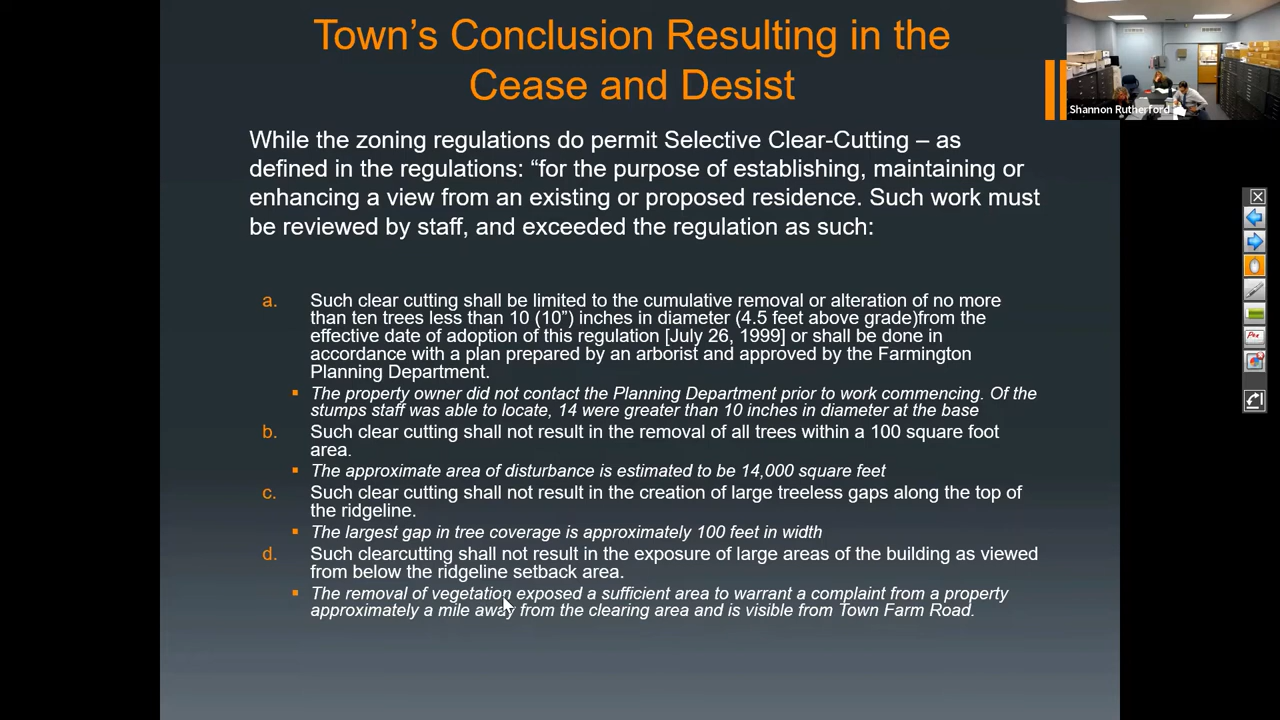 Town’s Conclusion Resulting in the
Cease and Desist
Shannon Rutherford
While the zoning regulations do permit Selective Clear-Cutting – as
defined in the regulations: “for the purpose of establishing, maintaining or
enhancing a view from an existing or proposed residence. Such work must
be reviewed by staff, and exceeded the regulation as such:
a. Such clear cutting shall be limited to the cumulative removal or alteration of no more
than ten trees less than 10 (10”) inches in diameter (4.5 feet above grade)from the
effective date of adoption of this regulation [July 26, 1999] or shall be done in
accordance with a plan prepared by an arborist and approved by the Farmington
Planning Department.
▪ The property owner did not contact the Planning Department prior to work commencing. Of the
stumps staff was able to locate, 14 were greater than 10 inches in diameter at the base
b. Such clear cutting shall not result in the removal of all trees within a 100 square foot
area.
▪ The approximate area of disturbance is estimated to be 14,000 square feet
c. Such clear cutting shall not result in the creation of large treeless gaps along the top of
the ridgeline.
▪ The largest gap in tree coverage is approximately 100 feet in width
d. Such clearcutting shall not result in the exposure of large areas of the building as viewed
from below the ridgeline setback area.
▪ The removal of vegetation exposed a sufficient area to warrant a complaint from a property
approximately a mile away from the clearing area and is visible from Town Farm Road.